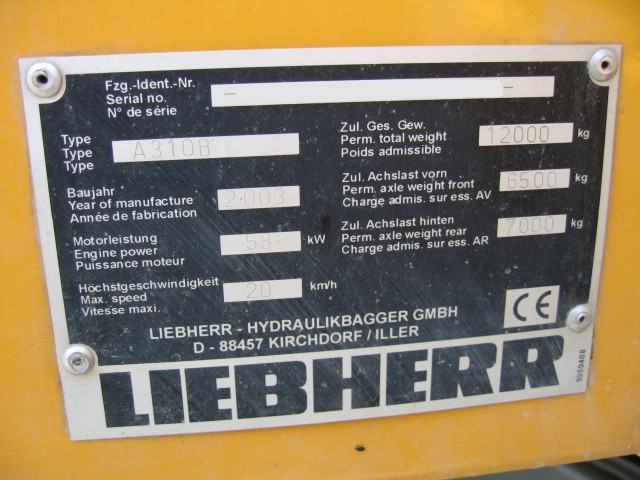 Fzg.-Ident.-Nr.
Serial no.
N° de série
- -
Type
Type
Type
A310B
Zul. Ges. Gew.
Perm. total weight
Poids admissible
12000 kg
Baujahr
Year of manufacture
Année de fabrication
2.003
Zul. Achslast vorn
Perm. axle weight front
Charge admis. sur ess. AV
6500 kg
Motorleistung
Engine power
Puissance moteur
58 kW
Zul. Achslast hinten
Perm. axle weight rear
Charge admis. sur ess. AR
7000 kg
Höchstgeschwindigkeit
Max. speed
Vitesse maxi.
20 km/h
LIEBHERR - HYDRAULIKBAGGER GMBH
D - 88457 KIRCHDORF / ILLER
CE
LIEBHERR
9959408